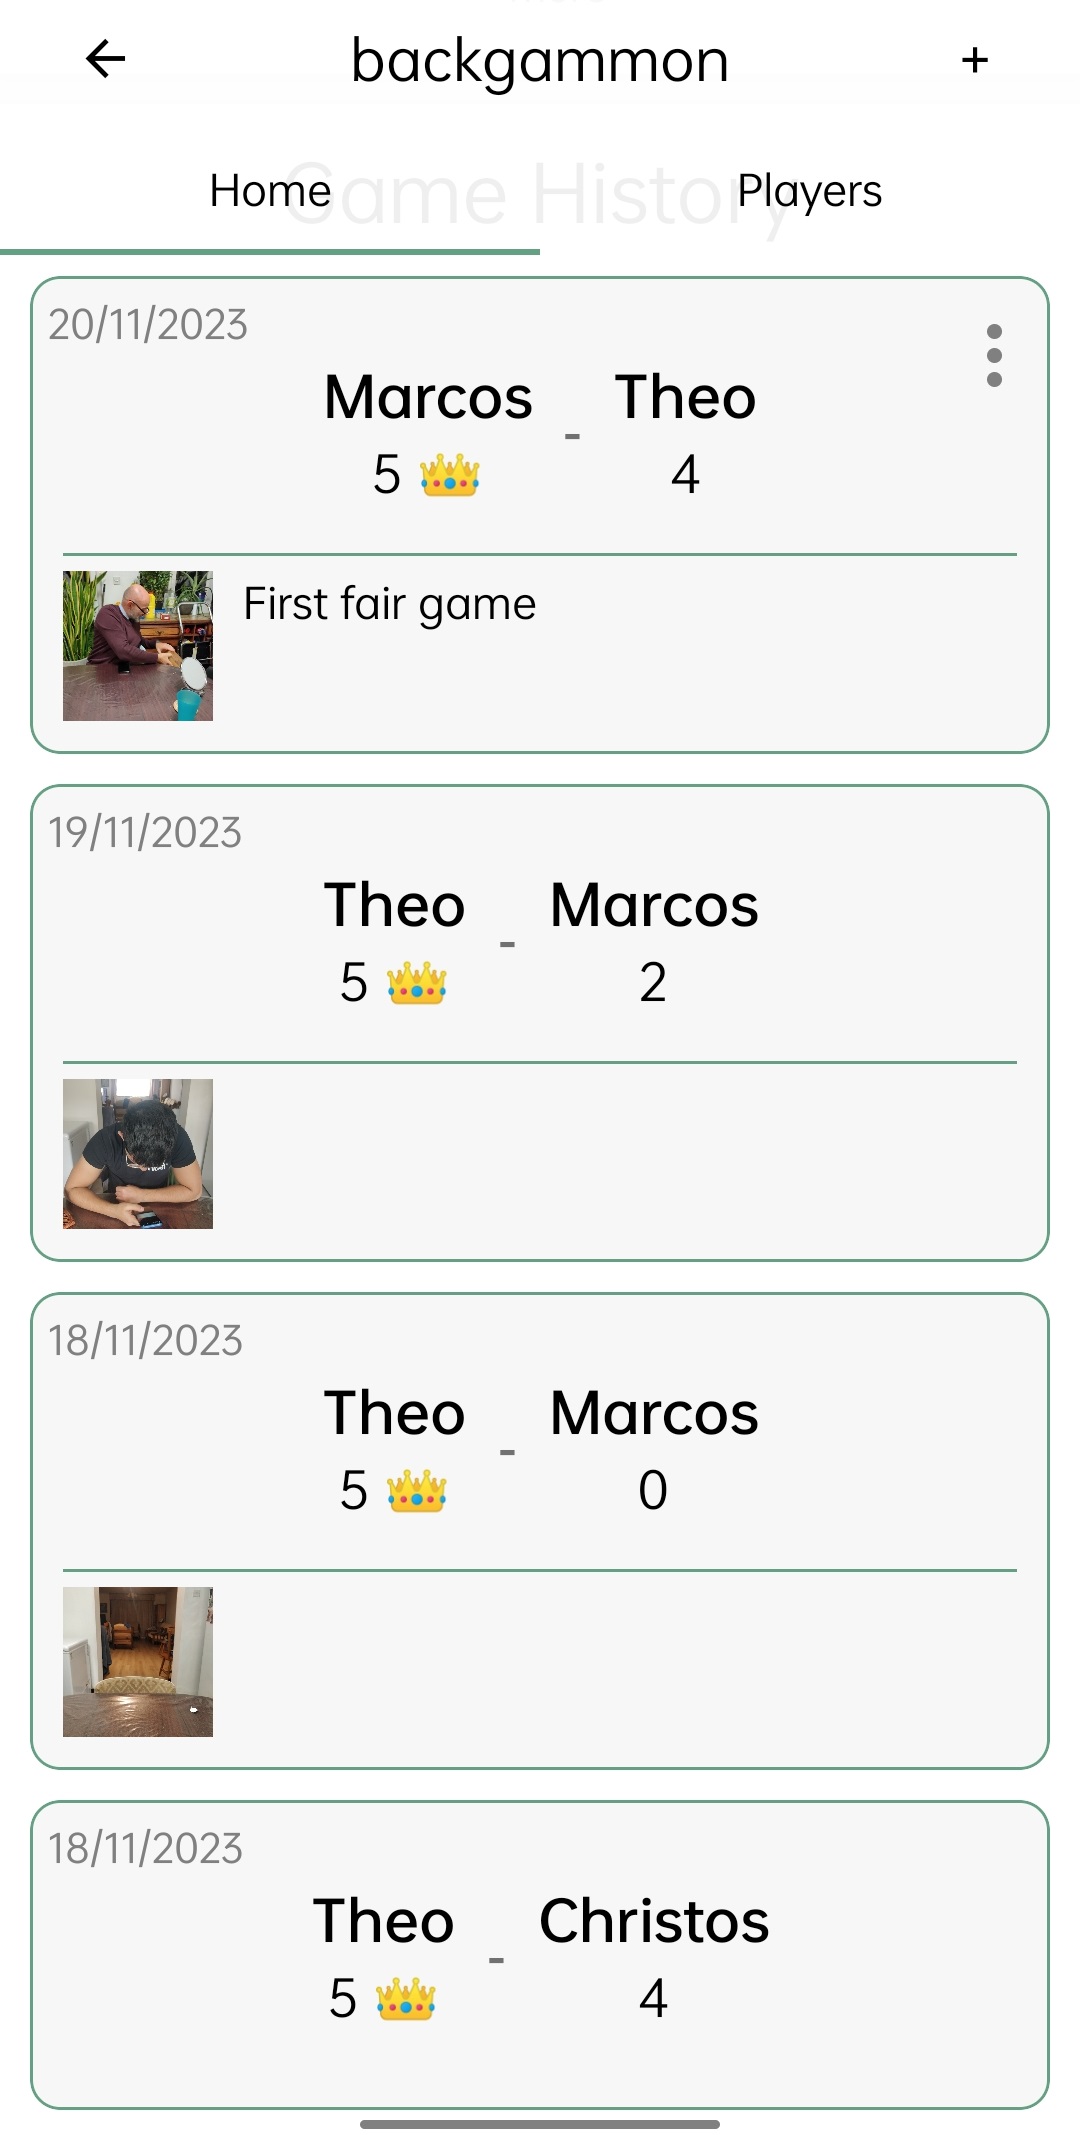 backgammon
+
Game History
Home Players
20/11/2023
Marcos - Theo
5 👑 4
First fair game
19/11/2023
Theo - Marcos
5 👑 2
18/11/2023
Theo - Marcos
5 👑 0
18/11/2023
Theo - Christos
5 👑 4